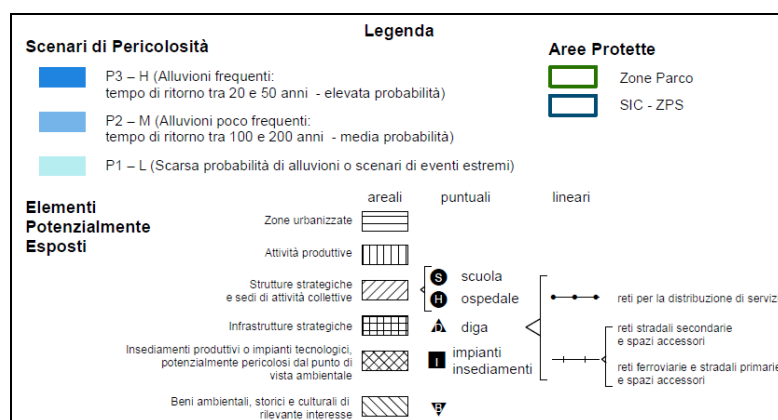 Legenda
Scenari di Pericolosità
P3 – H (Alluvioni frequenti:
tempo di ritorno tra 20 e 50 anni - elevata probabilità)
P2 – M (Alluvioni poco frequenti:
tempo di ritorno tra 100 e 200 anni - media probabilità)
P1 – L (Scarsa probabilità di alluvioni o scenari di eventi estremi)
Aree Protette
Zone Parco
SIC - ZPS
Elementi
Potenzialmente
Esposti
areali puntuali lineari
Zone urbanizzate
Attività produttive
Strutture strategiche
e sedi di attività collettive
S scuola
H ospedale
Infrastrutture strategiche
D diga
Insediamenti produttivi o impianti tecnologici,
potenzialmente pericolosi dal punto di
vista ambientale
I impianti
insediamenti
Beni ambientali, storici e culturali di
rilevante interesse
B
reti per la distribuzione di servizi
reti stradali secondarie
e spazi accessori
reti ferroviarie e stradali primarie
e spazi accessori